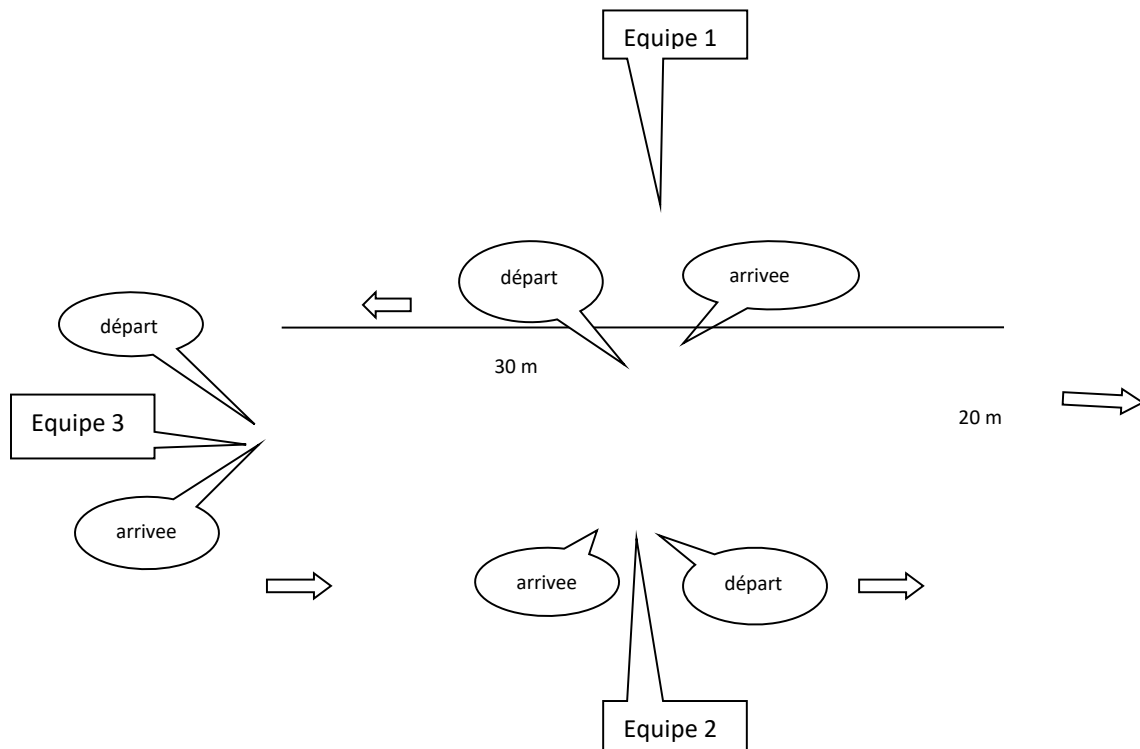 Equipe 1
départ
arrivee
départ
30 m
20 m
Equipe 3
arrivee
arrivee
départ
Equipe 2